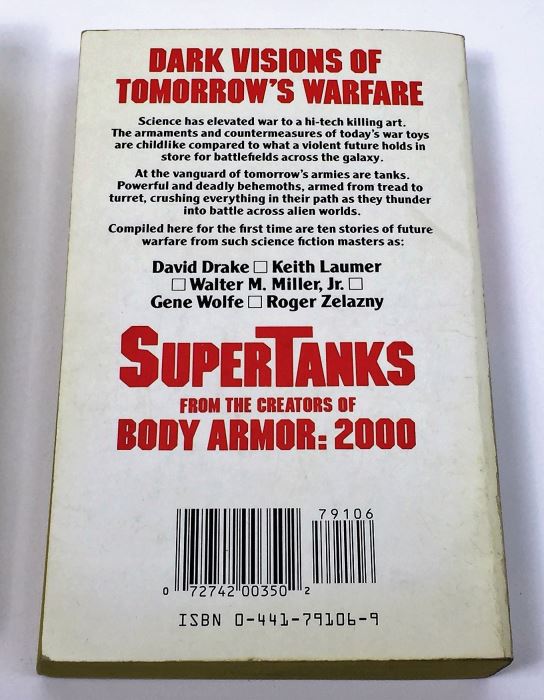 DARK VISIONS OF
TOMORROW'S WARFARE
Science has elevated war to a hi-tech killing art.
The armaments and countermeasures of today's war toys
are childlike compared to what a violent future holds in
store for battlefields across the galaxy.
At the vanguard of tomorrow's armies are tanks.
Powerful and deadly behemoths, armed from tread to
turret, crushing everything in their path as they thunder
into battle across alien worlds.
Compiled here for the first time are ten stories of future
warfare from such science fiction masters as:
David Drake □ Keith Laumer
□ Walter M. Miller, Jr. □
Gene Wolfe □ Roger Zelazny
SUPERTANKS
FROM THE CREATORS OF
BODY ARMOR: 2000
79106
0 72742 00350 2
ISBN 0-441-79106-9